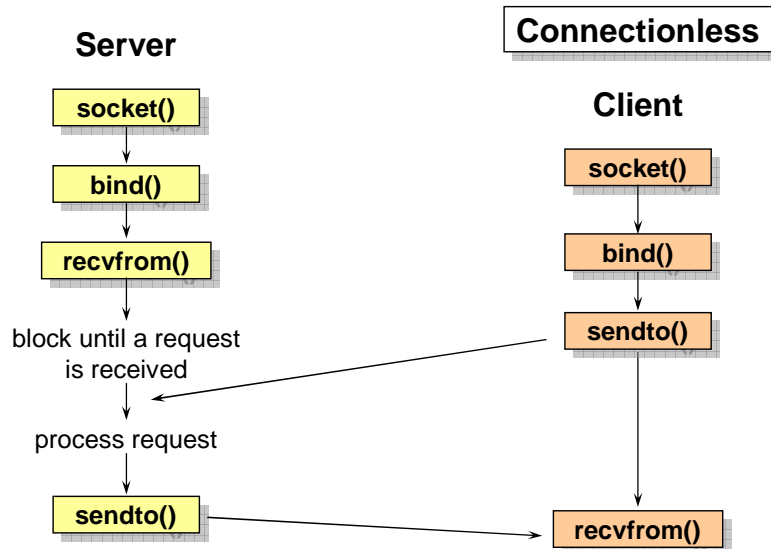 Connectionless
Server
socket()
bind()
recvfrom()
block until a request
is received
process request
sendto()
Client
socket()
bind()
sendto()
recvfrom()